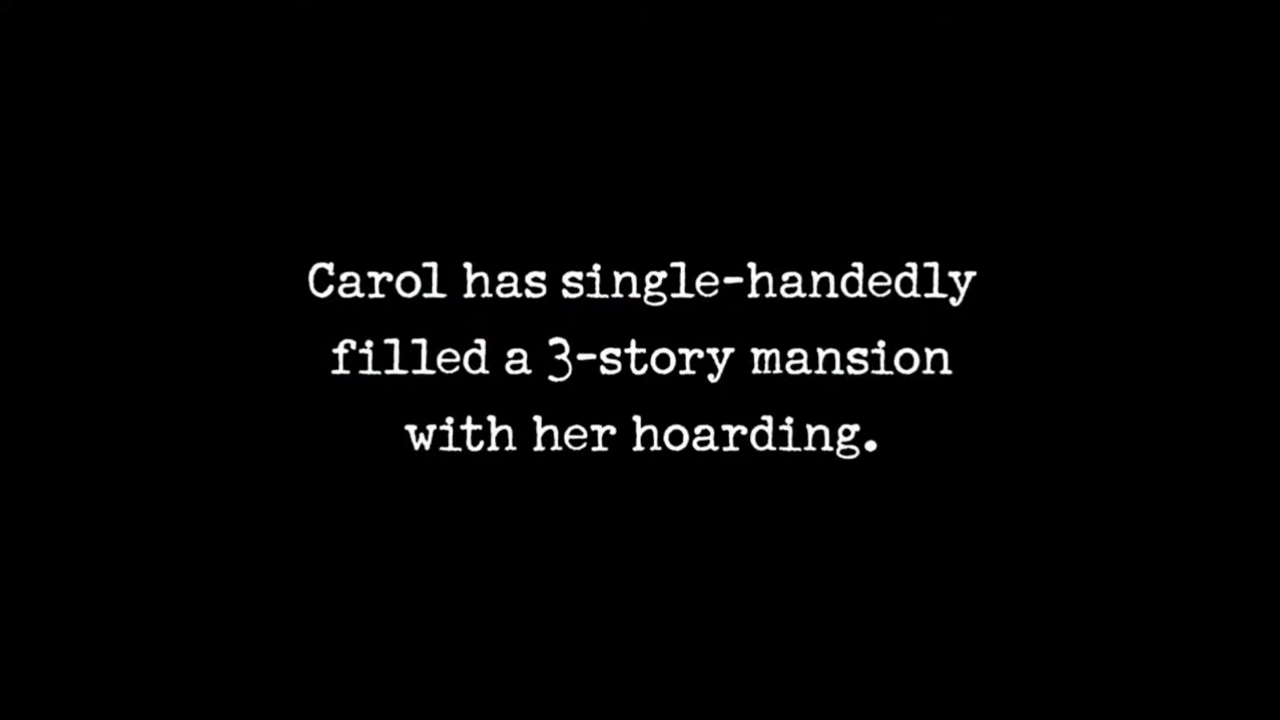 Carol has single-handedly
filled a 3-story mansion
with her hoarding.